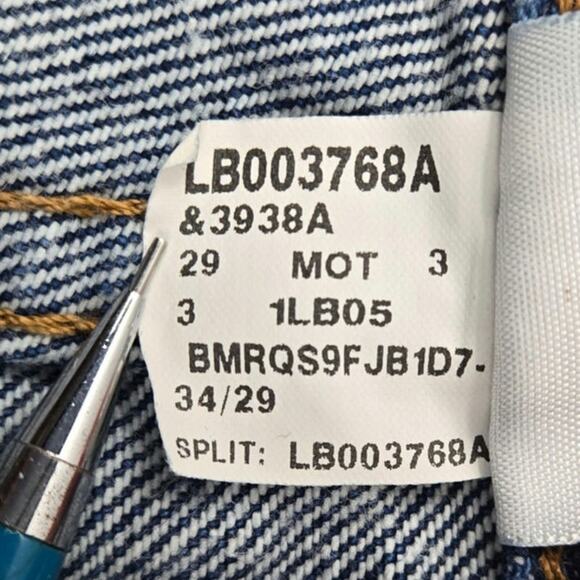 LB003768A
&3938A
29 MOT 3
3 1LB05
BMRQS9FJB1D7-
34/29
SPLIT: LB003768A